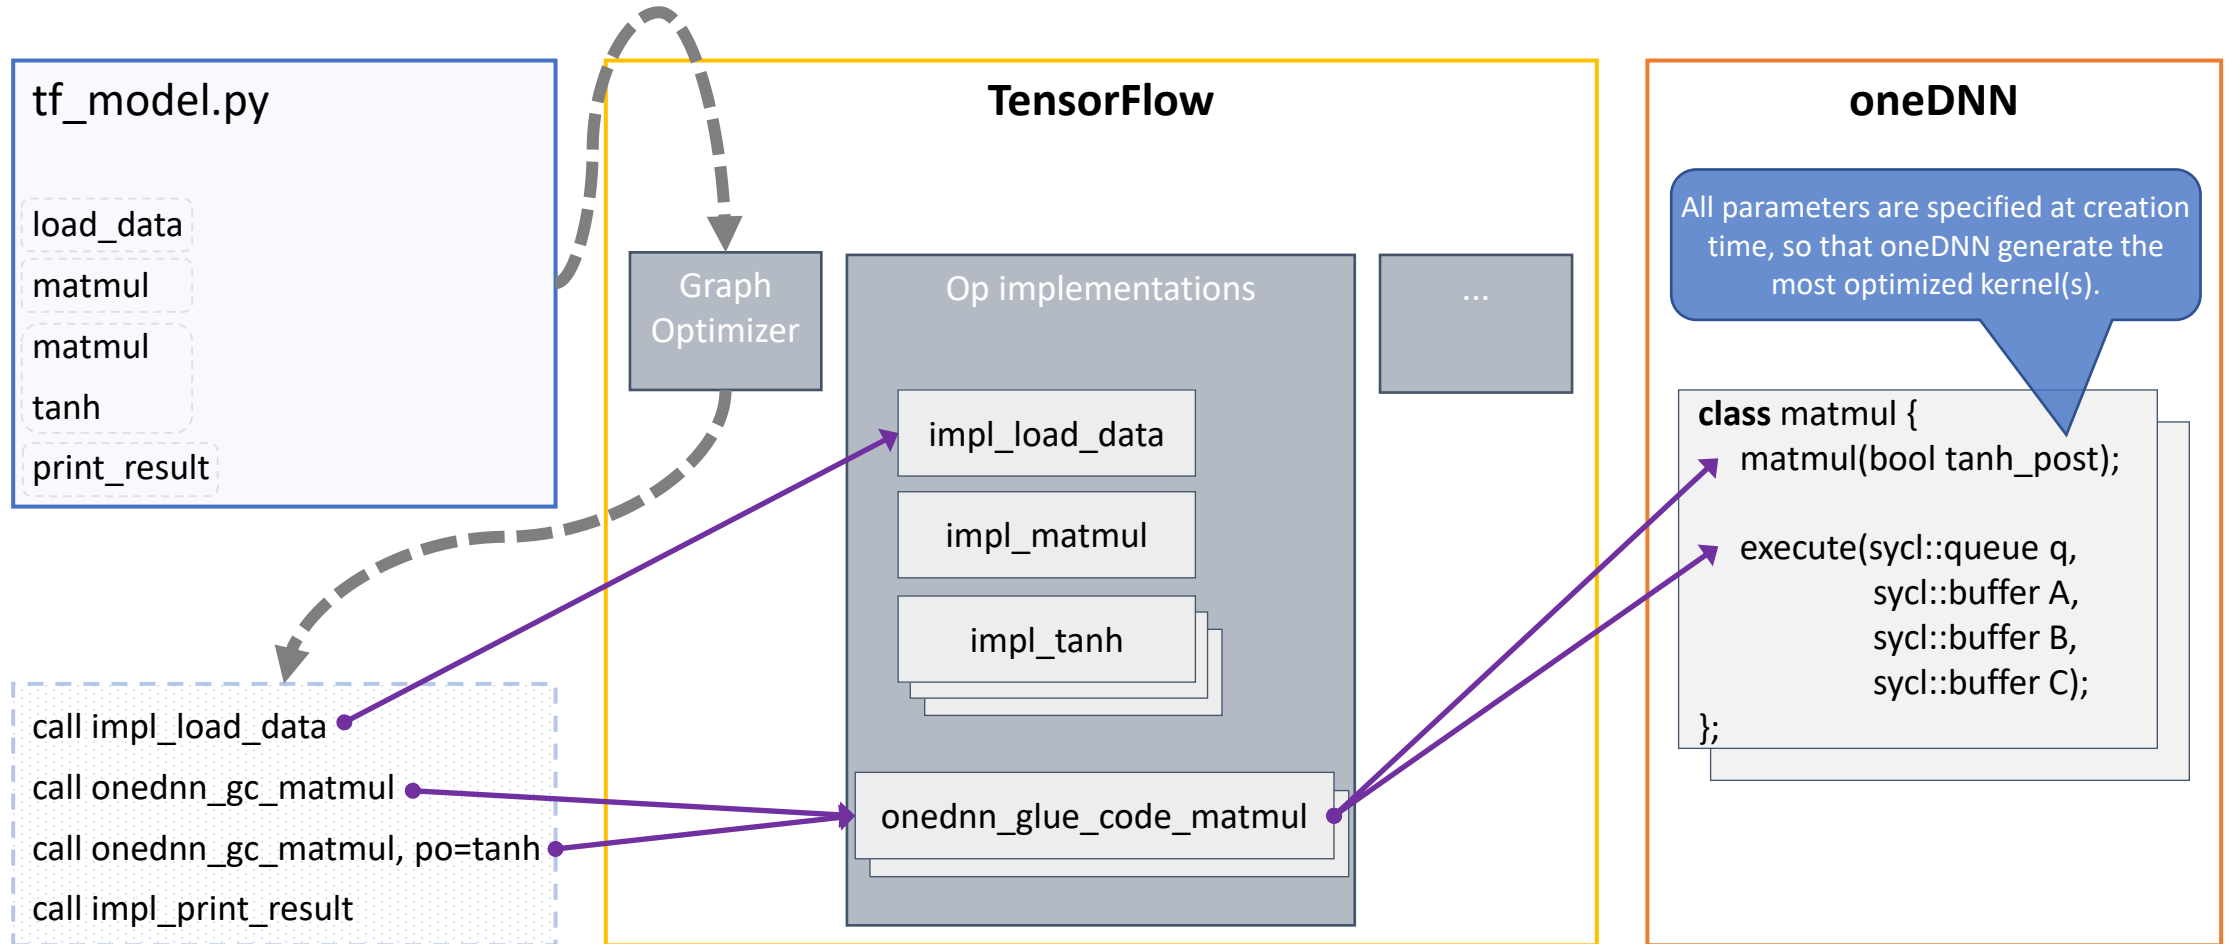 tf_model.py
load_data
matmul
matmul
tanh
print_result
TensorFlow
Graph
Optimizer
Op implementations
...
impl_load_data
impl_matmul
impl_tanh
onednn_glue_code_matmul
call impl_load_data
call onednn_gc_matmul
call onednn_gc_matmul, po=tanh
call impl_print_result
oneDNN
All parameters are specified at creation
time, so that oneDNN generate the
most optimized kernel(s).
class matmul {
matmul(bool tanh_post);
execute(sycl::queue q,
sycl::buffer A,
sycl::buffer B,
sycl::buffer C);
};